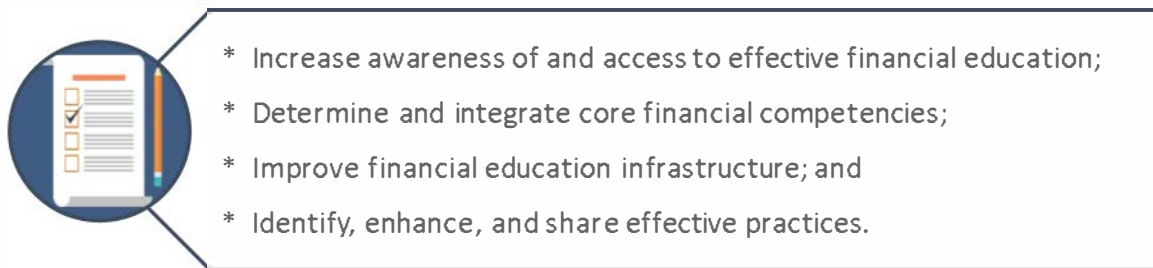 * Increase awareness of and access to effective financial education;
* Determine and integrate core financial competencies;
* Improve financial education infrastructure; and
* Identify, enhance, and share effective practices.